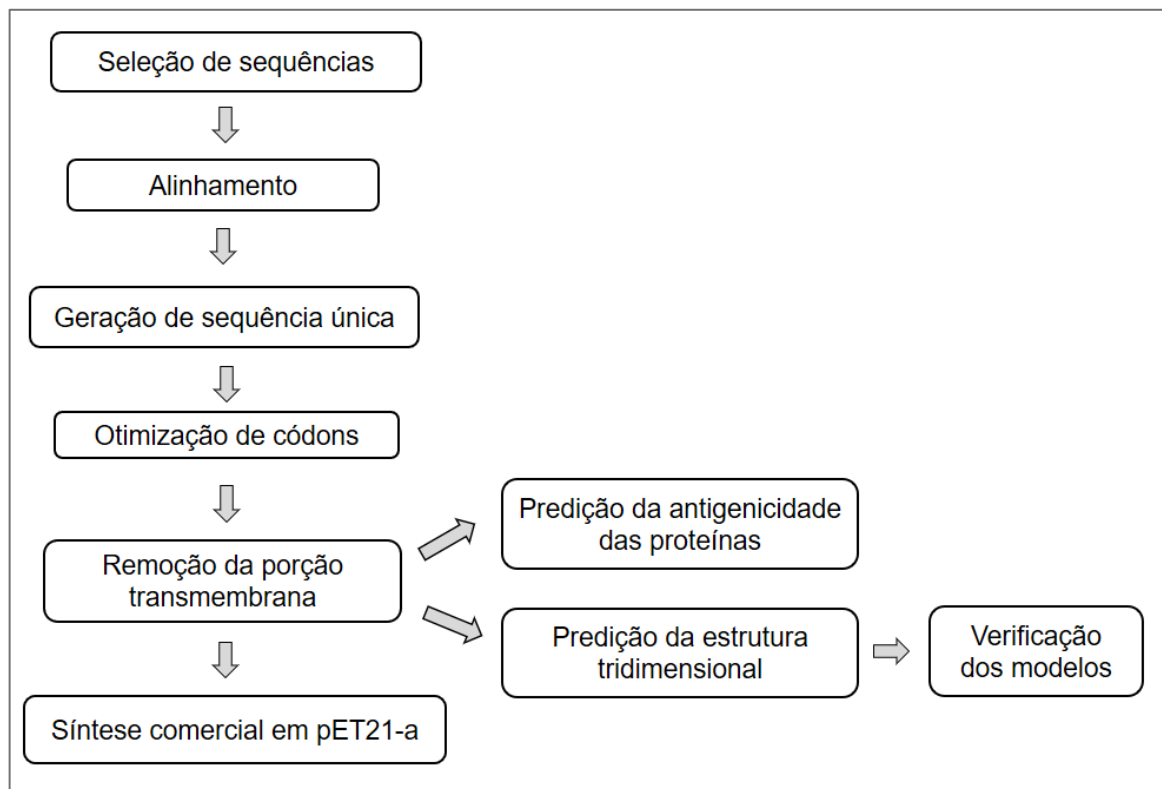 Seleção de sequências
Alinhamento
Geração de sequência única
Otimização de códons
Remoção da porção
transmembrana
Predição da antigenicidade
das proteínas
Predição da estrutura
tridimensional
Verificação
dos modelos
Síntese comercial em pET21-a